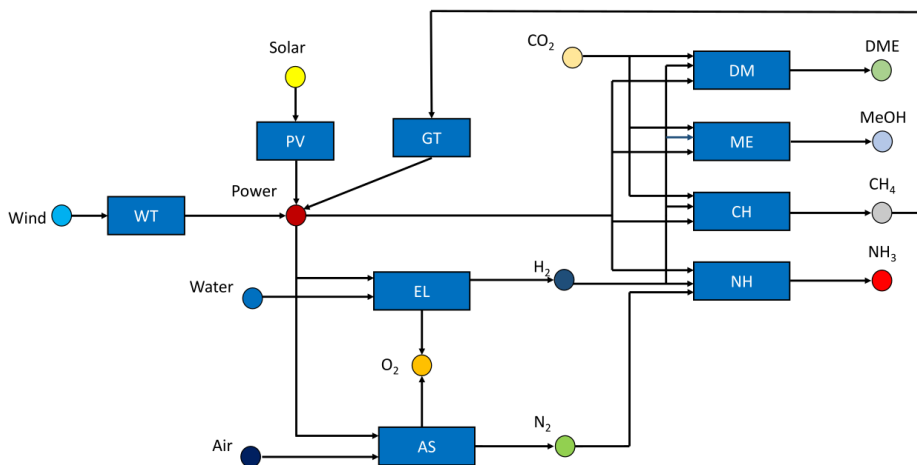 Solar
CO₂
DME
DM
PV
GT
ME
MeOH
Power
CH₄
Wind
WT
CH
Water
EL
H₂
NH₃
NH
O₂
Air
AS
N₂